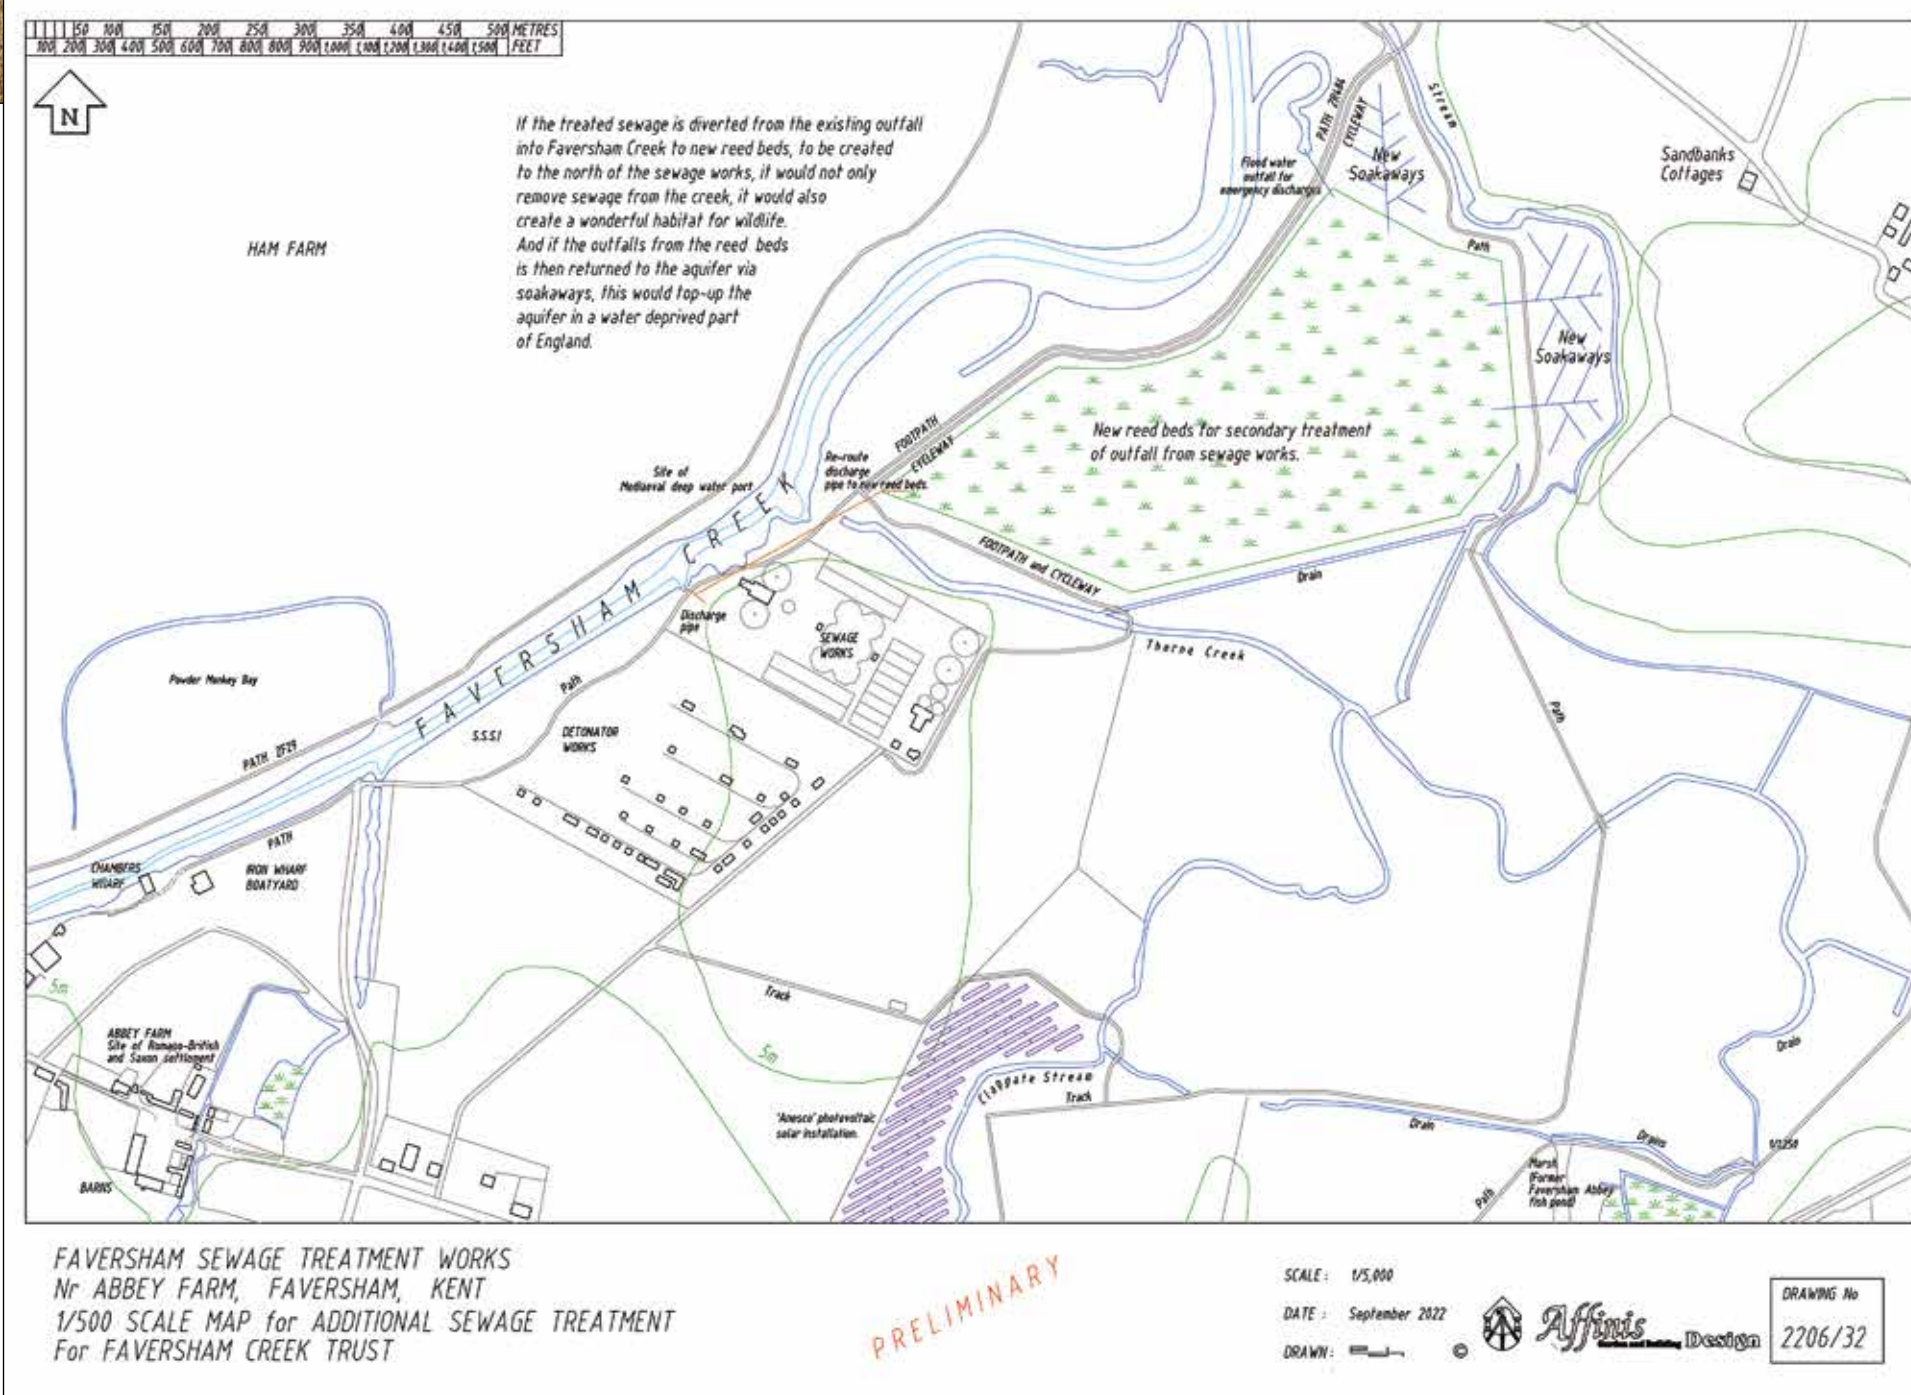 50 100 150 200 250 300 350 400 450 500 METRES
100 200 300 400 500 600 700 800 800 900 1,000 1,100 1,200 1,300 1,400 1,500 FEET
N
If the treated sewage is diverted from the existing outfall
into Faversham Creek to new reed beds, to be created
to the north of the sewage works, it would not only
remove sewage from the creek, it would also
create a wonderful habitat for wildlife.
And if the outfalls from the reed beds
is then returned to the aquifer via
soakaways, this would top-up the
aquifer in a water deprived part
of England.
HAM FARM
PATH ZR484
CYCLEWAY
Stream
New
Soakaways
Flood water
outfall for
emergency discharges
Sandbanks
Cottages
Path
New
Soakaways
New reed beds for secondary treatment
of outfall from sewage works.
FOOTPATH
CYCLEWAY
Re-route
discharge
pipe to new reed beds.
Site of
Mediaeval deep water port
FAVERSHAM CREEK
FOOTPATH and CYCLEWAY
Drain
Discharge
pipe
SEWAGE
WORKS
Thorne Creek
Powder Monkey Bay
Path
S.S.S.I
DETONATOR
WORKS
PATH ZF29
Path
PATH
CHAMBERS
WHARF
IRON WHARF
BOATYARD
5m
Track
ABBEY FARM
Site of Romano-British
and Saxon settlement
5m
Drain
Clapgate Stream
Track
'Anesco' photovoltaic
solar installation.
Drain
Drains
1/1250
BARNS
Marsh
(Former
Faversham Abbey
fish pond)
Path
FAVERSHAM SEWAGE TREATMENT WORKS
Nr ABBEY FARM, FAVERSHAM, KENT
1/500 SCALE MAP for ADDITIONAL SEWAGE TREATMENT
For FAVERSHAM CREEK TRUST
PRELIMINARY
SCALE : 1/5,000
DATE : September 2022
DRAWN :
©
Affinis
Garden and Building Design
DRAWING No
2206/32